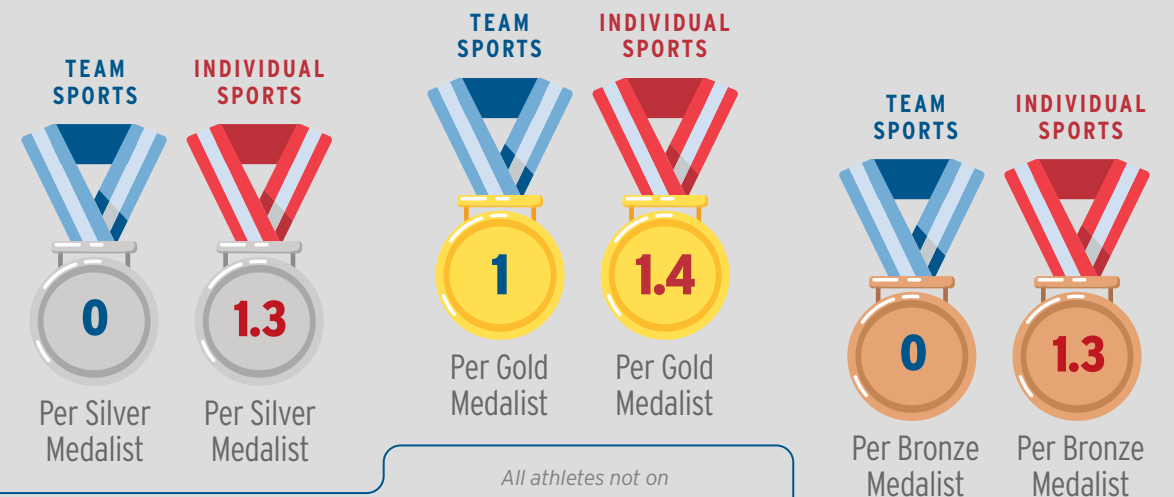 TEAM
SPORTS
INDIVIDUAL
SPORTS
0
1.3
Per Silver
Medalist
Per Silver
Medalist
TEAM
SPORTS
INDIVIDUAL
SPORTS
1
1.4
Per Gold
Medalist
Per Gold
Medalist
TEAM
SPORTS
INDIVIDUAL
SPORTS
0
1.3
Per Bronze
Medalist
Per Bronze
Medalist
All athletes not on